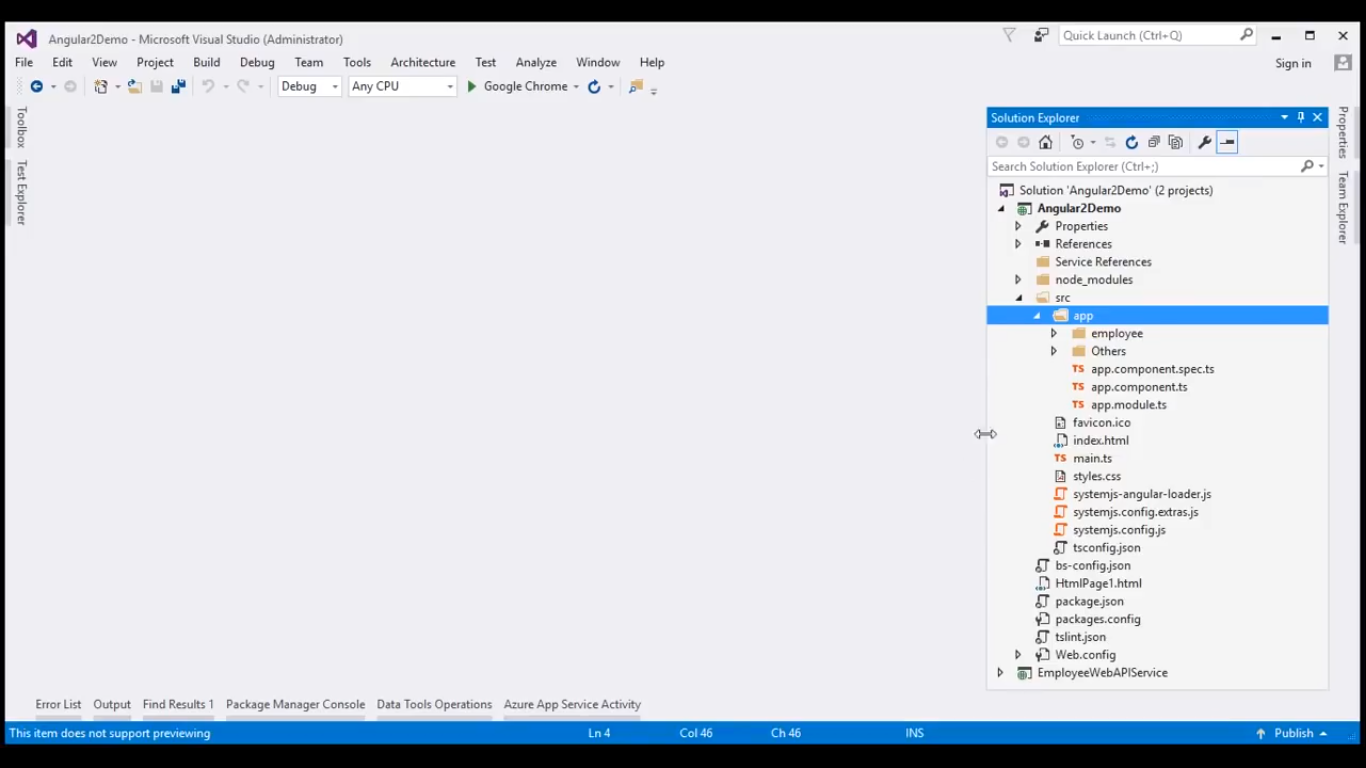 Angular2Demo - Microsoft Visual Studio (Administrator)
Quick Launch (Ctrl+Q)
File Edit View Project Build Debug Team Tools Architecture Test Analyze Window Help
Sign in
Debug Any CPU Google Chrome
Toolbox
Test Explorer
Solution Explorer
Search Solution Explorer (Ctrl+;)
Solution 'Angular2Demo' (2 projects)
Angular2Demo
Properties
References
Service References
node_modules
src
app
employee
Others
TS app.component.spec.ts
TS app.component.ts
TS app.module.ts
favicon.ico
index.html
TS main.ts
styles.css
systemjs-angular-loader.js
systemjs.config.extras.js
systemjs.config.js
tsconfig.json
bs-config.json
HtmlPage1.html
package.json
packages.config
tslint.json
Web.config
EmployeeWebAPIService
Properties
Team Explorer
Error List Output Find Results 1 Package Manager Console Data Tools Operations Azure App Service Activity
This item does not support previewing Ln 4 Col 46 Ch 46 INS Publish